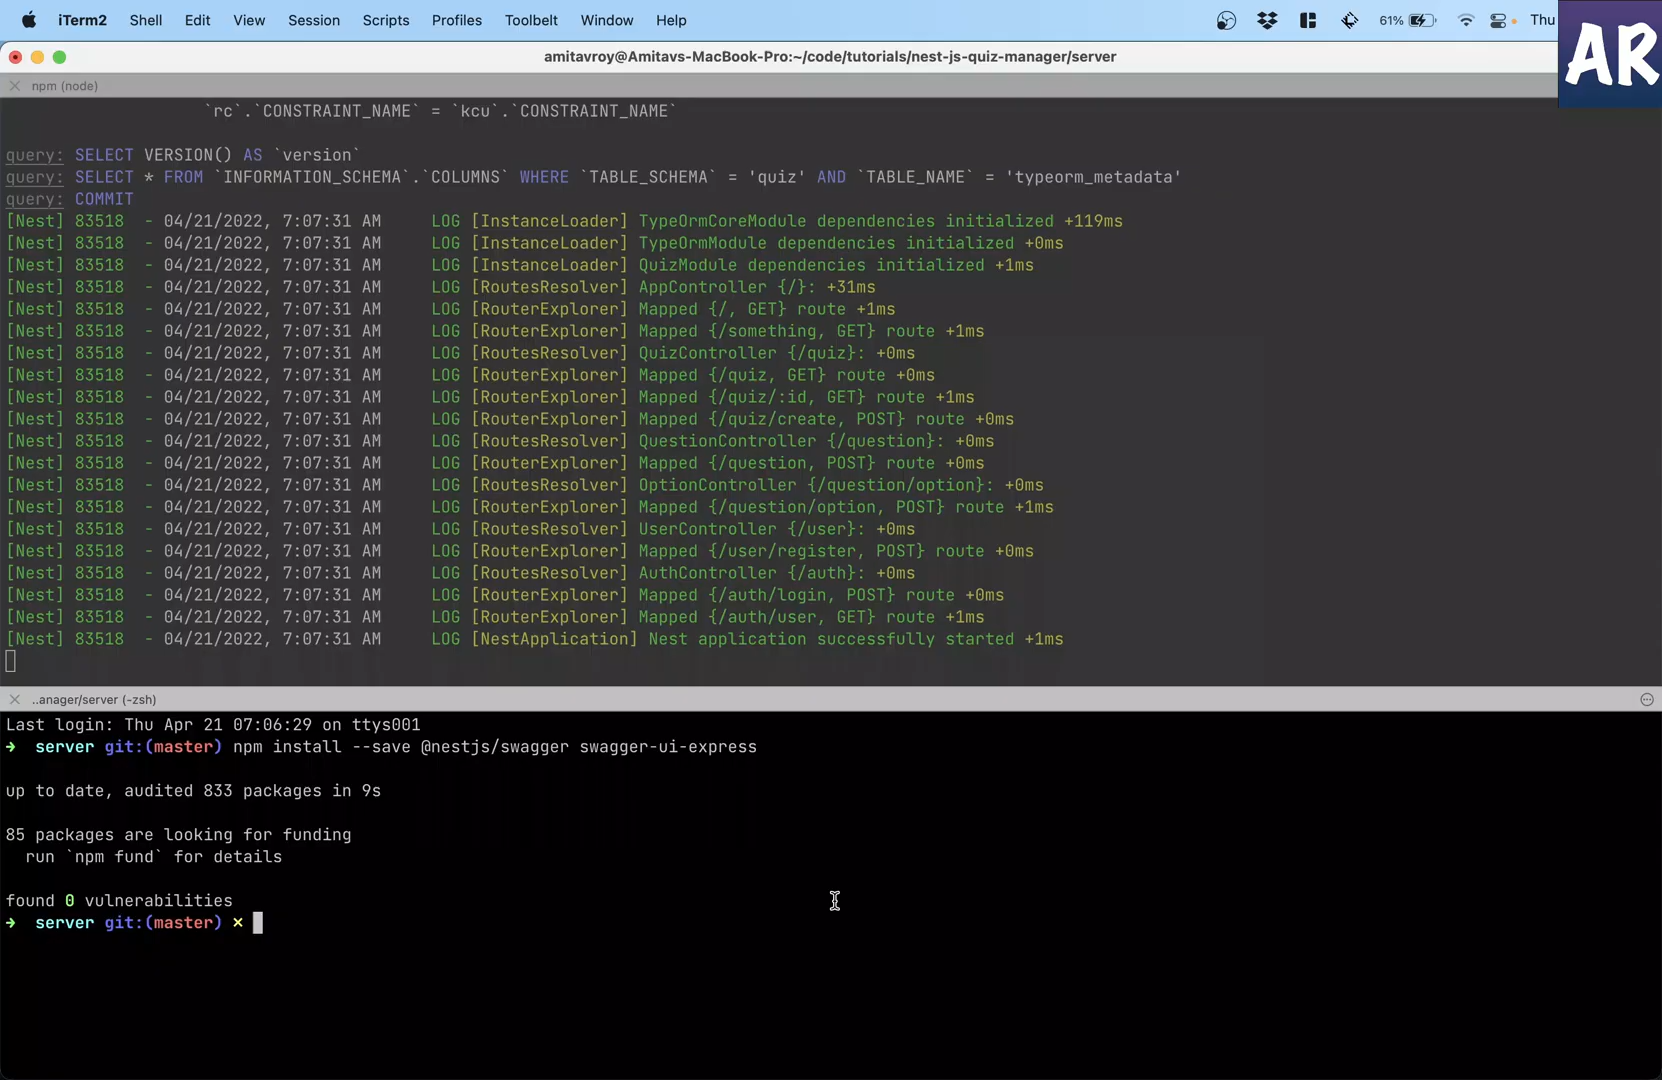 iTerm2 Shell Edit View Session Scripts Profiles Toolbelt Window Help 61% Thu
AR
amitavroy@Amitavs-MacBook-Pro:~/code/tutorials/nest-js-quiz-manager/server
npm (node)
`rc`.`CONSTRAINT_NAME` = `kcu`.`CONSTRAINT_NAME`
query: SELECT VERSION() AS `version`
query: SELECT * FROM `INFORMATION_SCHEMA`.`COLUMNS` WHERE `TABLE_SCHEMA` = 'quiz' AND `TABLE_NAME` = 'typeorm_metadata'
query: COMMIT
[Nest] 83518 - 04/21/2022, 7:07:31 AM LOG [InstanceLoader] TypeOrmCoreModule dependencies initialized +119ms
[Nest] 83518 - 04/21/2022, 7:07:31 AM LOG [InstanceLoader] TypeOrmModule dependencies initialized +0ms
[Nest] 83518 - 04/21/2022, 7:07:31 AM LOG [InstanceLoader] QuizModule dependencies initialized +1ms
[Nest] 83518 - 04/21/2022, 7:07:31 AM LOG [RoutesResolver] AppController {/}: +31ms
[Nest] 83518 - 04/21/2022, 7:07:31 AM LOG [RouterExplorer] Mapped {/, GET} route +1ms
[Nest] 83518 - 04/21/2022, 7:07:31 AM LOG [RouterExplorer] Mapped {/something, GET} route +1ms
[Nest] 83518 - 04/21/2022, 7:07:31 AM LOG [RoutesResolver] QuizController {/quiz}: +0ms
[Nest] 83518 - 04/21/2022, 7:07:31 AM LOG [RouterExplorer] Mapped {/quiz, GET} route +0ms
[Nest] 83518 - 04/21/2022, 7:07:31 AM LOG [RouterExplorer] Mapped {/quiz/:id, GET} route +1ms
[Nest] 83518 - 04/21/2022, 7:07:31 AM LOG [RouterExplorer] Mapped {/quiz/create, POST} route +0ms
[Nest] 83518 - 04/21/2022, 7:07:31 AM LOG [RoutesResolver] QuestionController {/question}: +0ms
[Nest] 83518 - 04/21/2022, 7:07:31 AM LOG [RouterExplorer] Mapped {/question, POST} route +0ms
[Nest] 83518 - 04/21/2022, 7:07:31 AM LOG [RoutesResolver] OptionController {/question/option}: +0ms
[Nest] 83518 - 04/21/2022, 7:07:31 AM LOG [RouterExplorer] Mapped {/question/option, POST} route +1ms
[Nest] 83518 - 04/21/2022, 7:07:31 AM LOG [RoutesResolver] UserController {/user}: +0ms
[Nest] 83518 - 04/21/2022, 7:07:31 AM LOG [RouterExplorer] Mapped {/user/register, POST} route +0ms
[Nest] 83518 - 04/21/2022, 7:07:31 AM LOG [RoutesResolver] AuthController {/auth}: +0ms
[Nest] 83518 - 04/21/2022, 7:07:31 AM LOG [RouterExplorer] Mapped {/auth/login, POST} route +0ms
[Nest] 83518 - 04/21/2022, 7:07:31 AM LOG [RouterExplorer] Mapped {/auth/user, GET} route +1ms
[Nest] 83518 - 04/21/2022, 7:07:31 AM LOG [NestApplication] Nest application successfully started +1ms
..anager/server (-zsh)
Last login: Thu Apr 21 07:06:29 on ttys001
→ server git:(master) npm install --save @nestjs/swagger swagger-ui-express
up to date, audited 833 packages in 9s
85 packages are looking for funding
run `npm fund` for details
found 0 vulnerabilities
→ server git:(master) ×